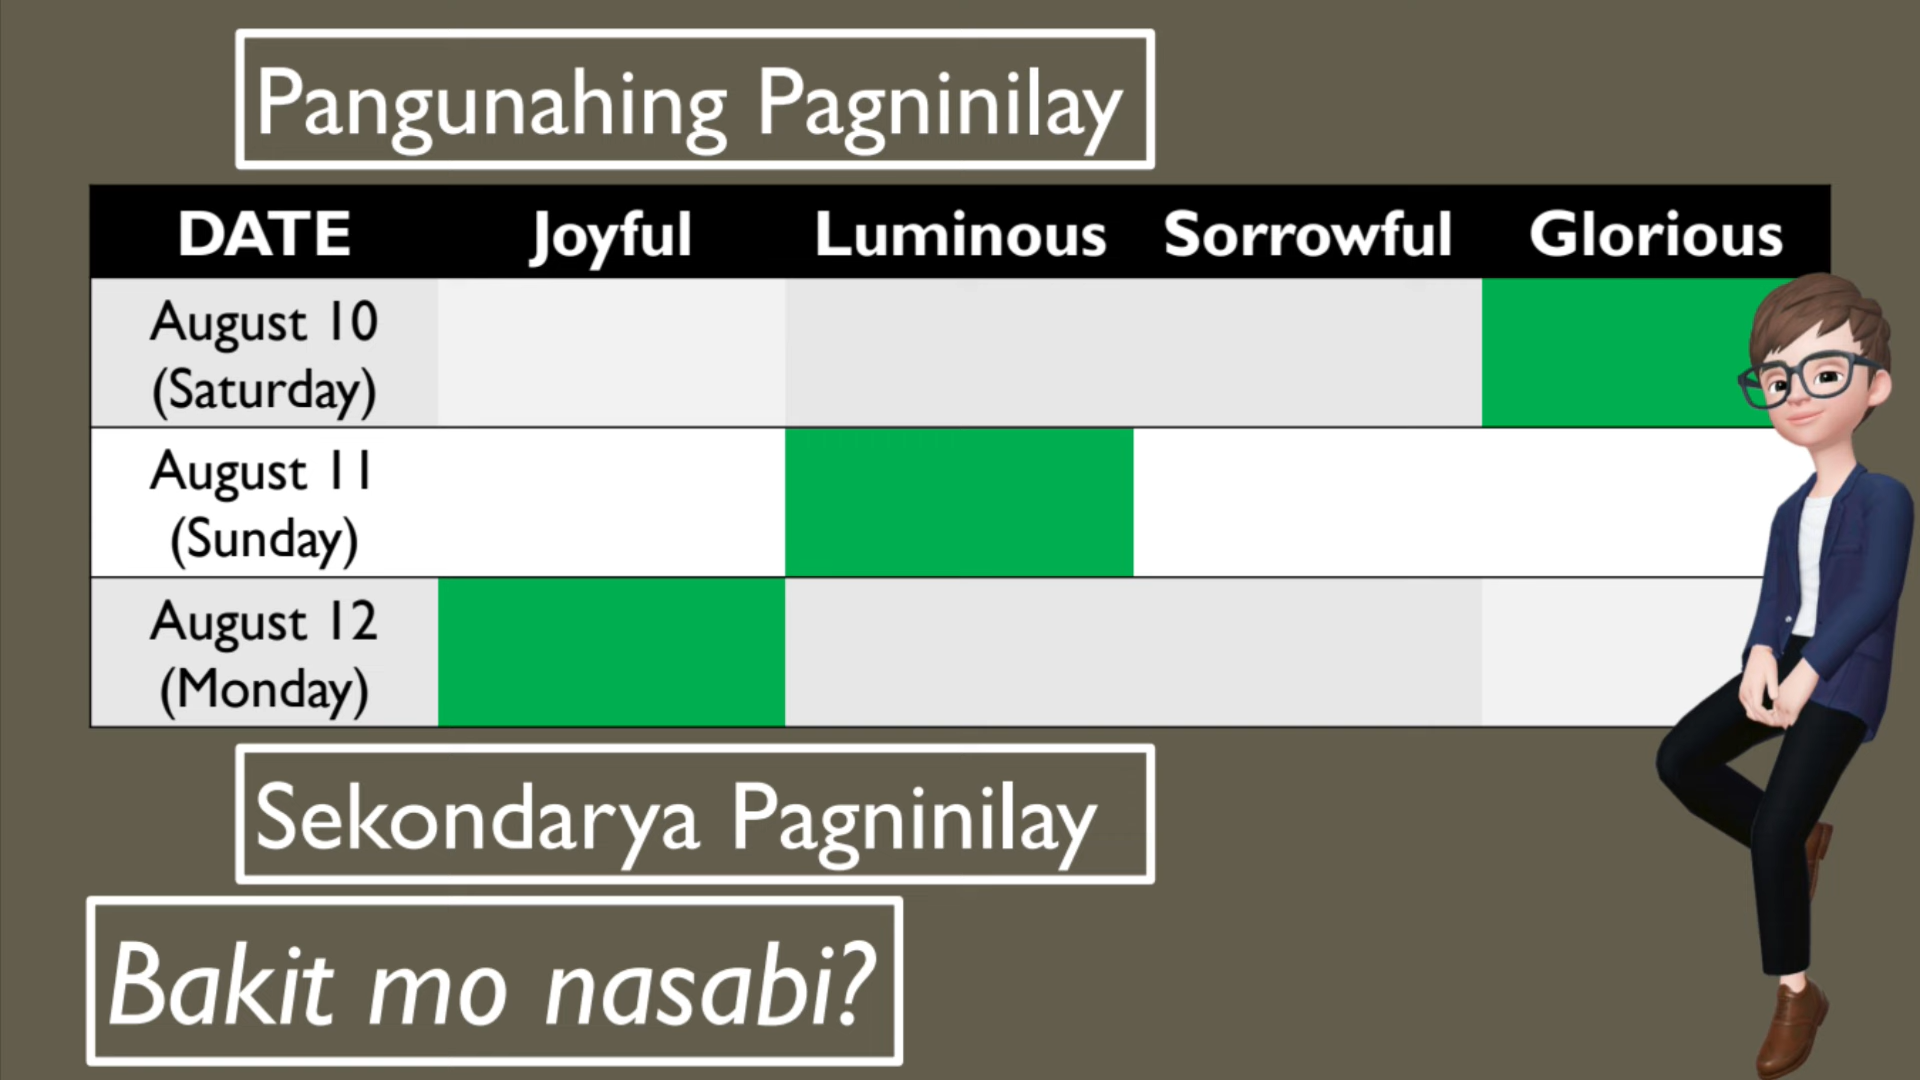 Pangunahing Pagninilay
DATE Joyful Luminous Sorrowful Glorious
August 10
(Saturday)
August 11
(Sunday)
August 12
(Monday)
Sekondarya Pagninilay
Bakit mo nasabi?